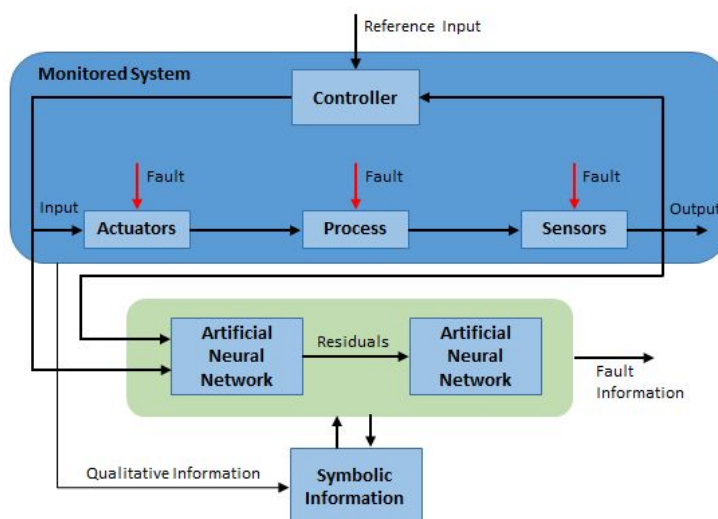 Reference Input
Monitored System
Controller
Fault
Fault
Fault
Input
Output
Actuators
Process
Sensors
Artificial
Neural
Network
Residuals
Artificial
Neural
Network
Fault
Information
Qualitative Information
Symbolic
Information